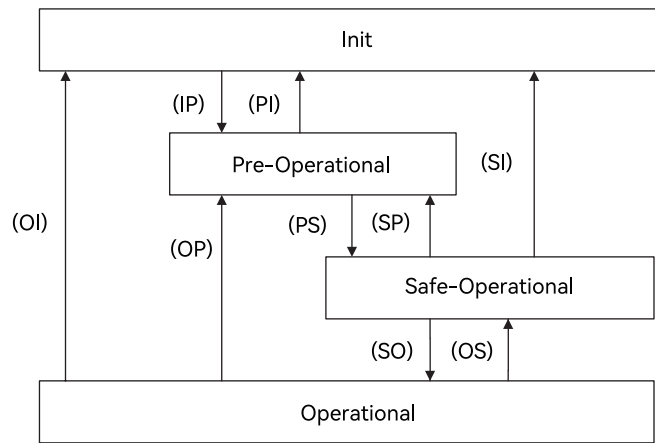 Init
(IP)
(PI)
Pre-Operational
(SI)
(OI)
(OP)
(PS)
(SP)
Safe-Operational
(SO)
(OS)
Operational